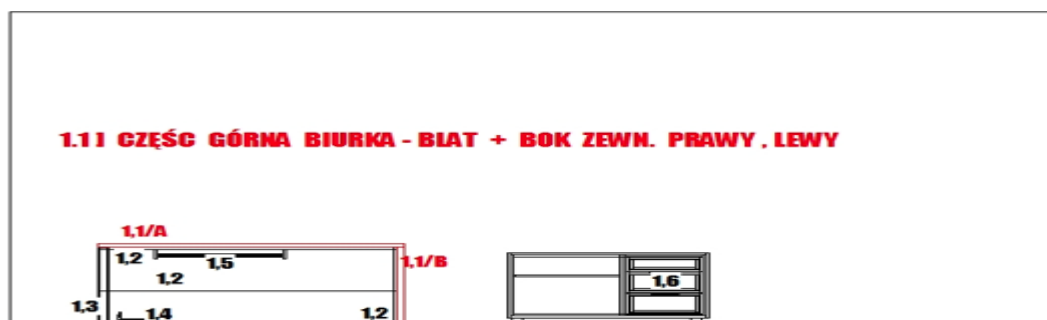 1.1] CZĘŚC GÓRNA BIURKA - BLAT + BOK ZEWN. PRAWY, LEWY
1,1/A
1,2
1,5
1,1/B
1,2
1,6
1,3
1,4
1,2